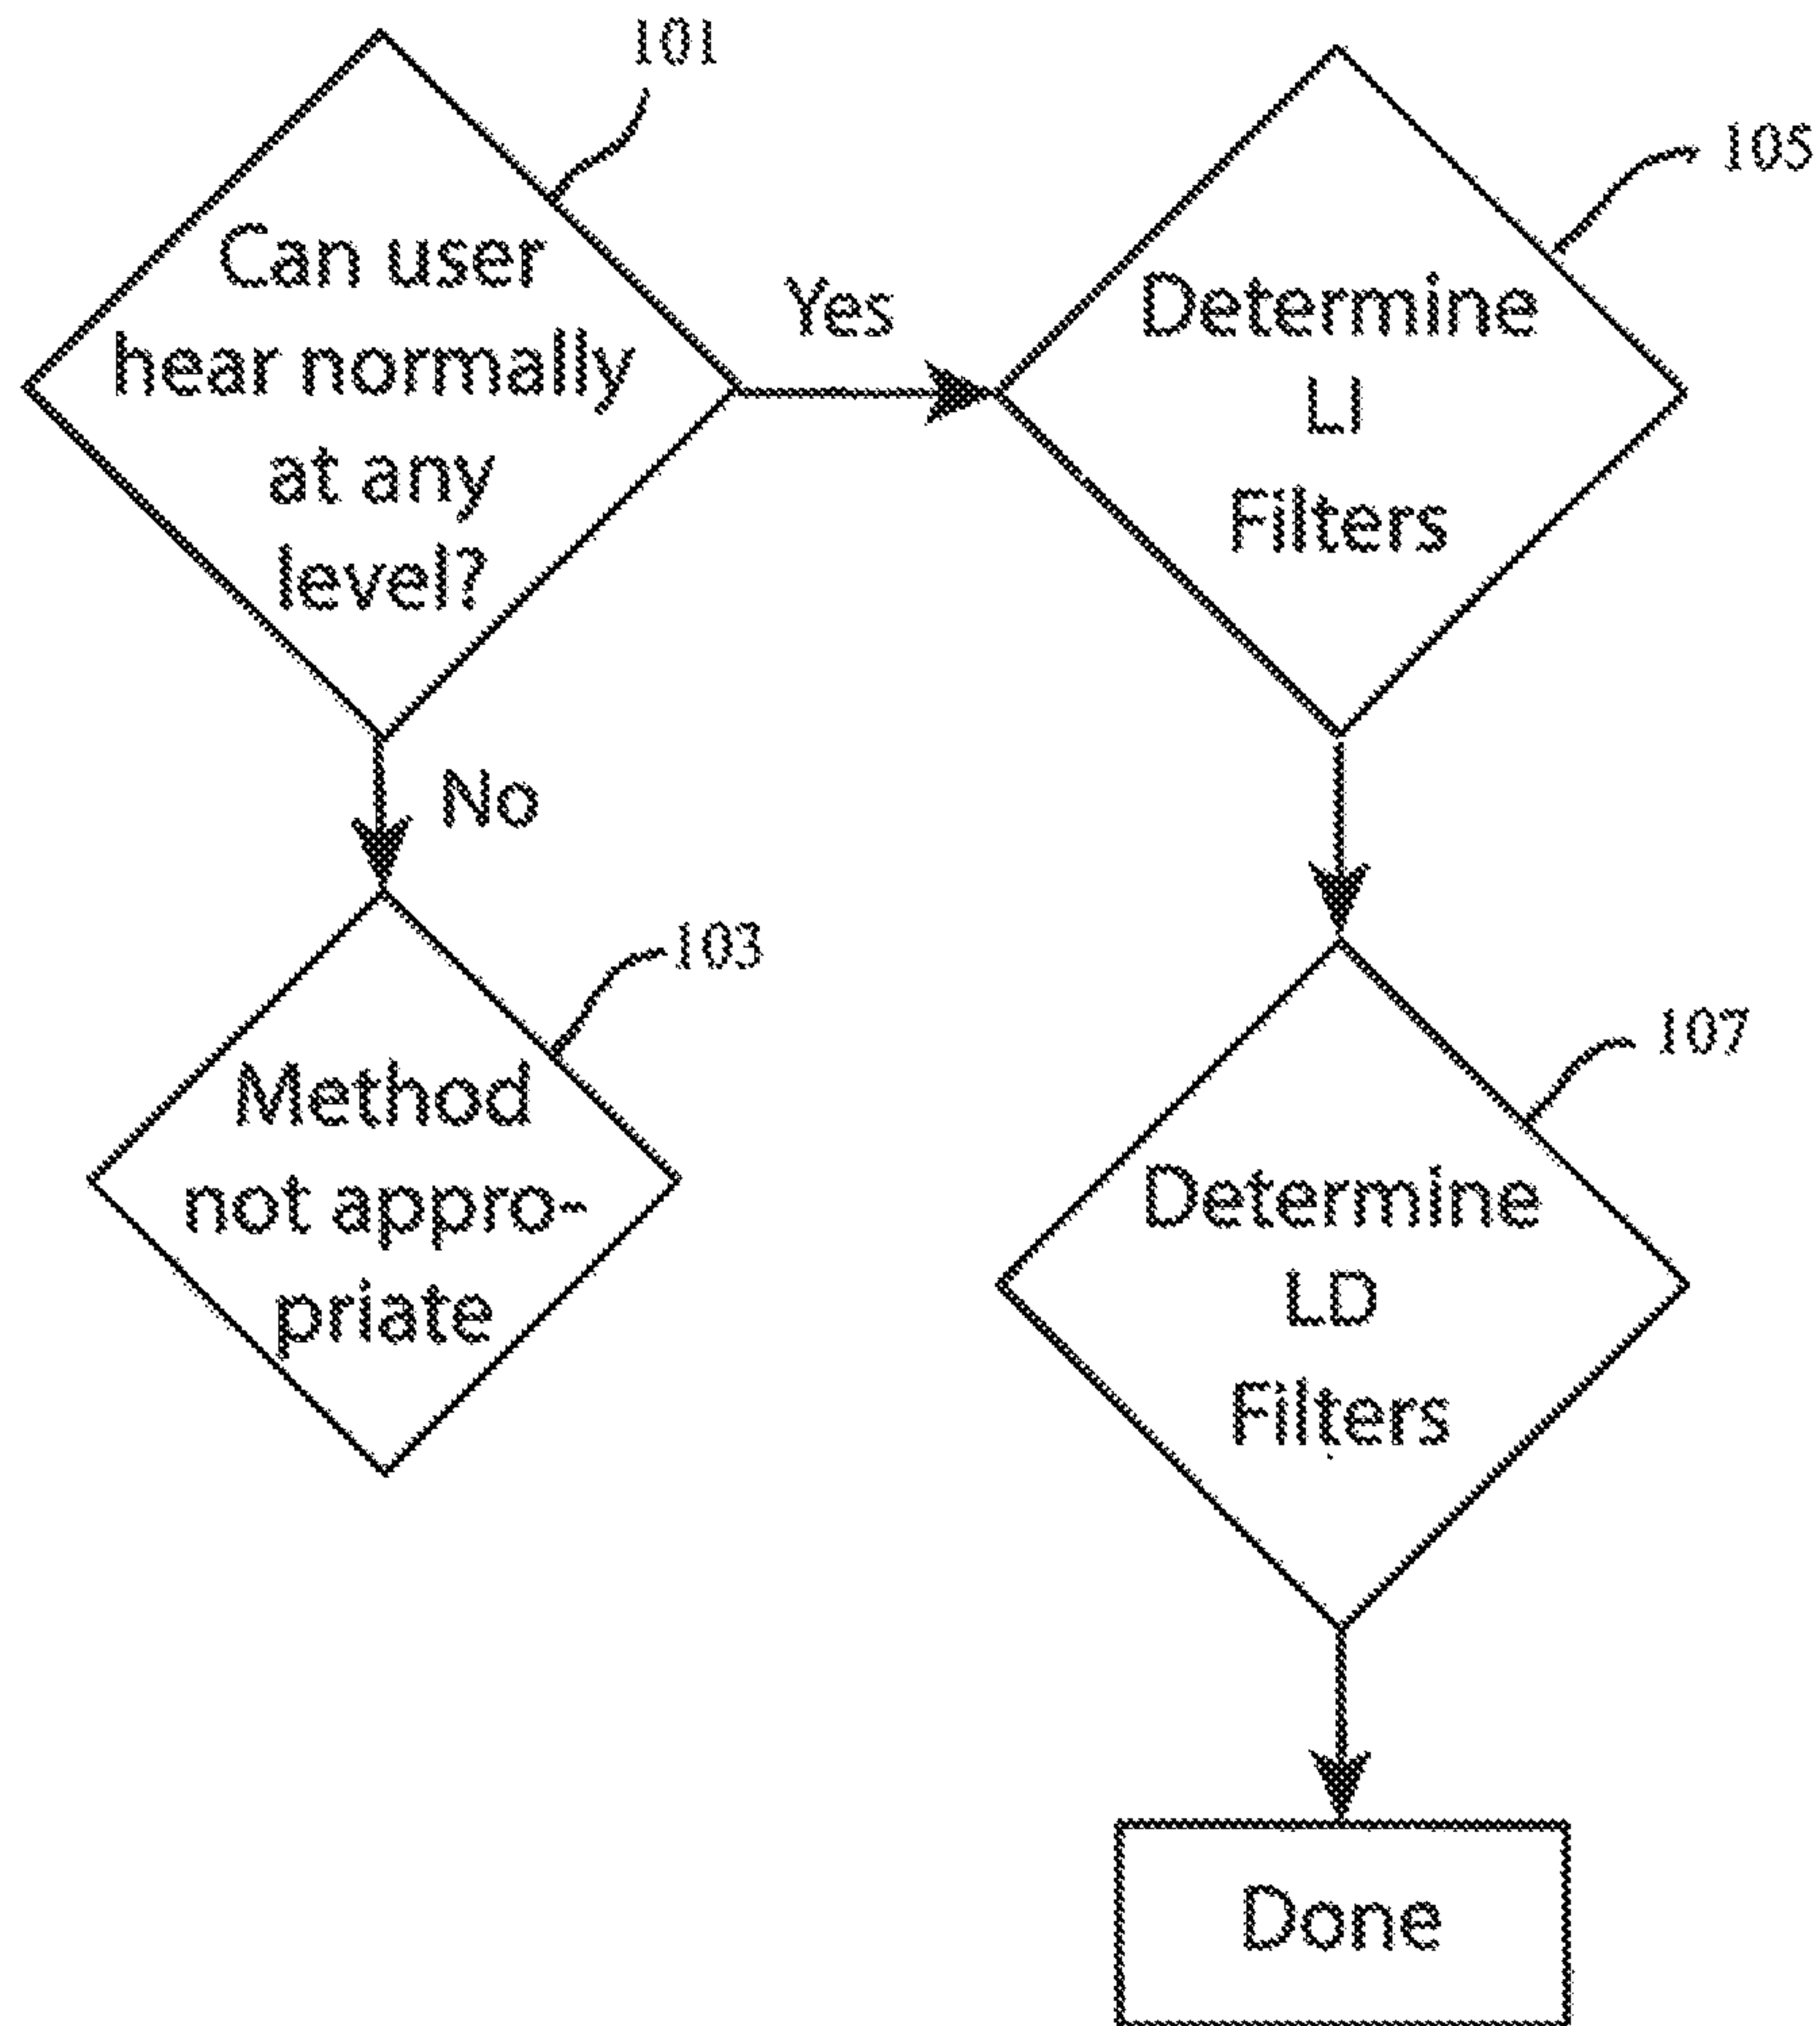 101
Can user
hear normally
at any
level?
Yes
105
Determine
LI
Filters
No
103
Method
not appro-
priate
107
Determine
LD
Filters
Done